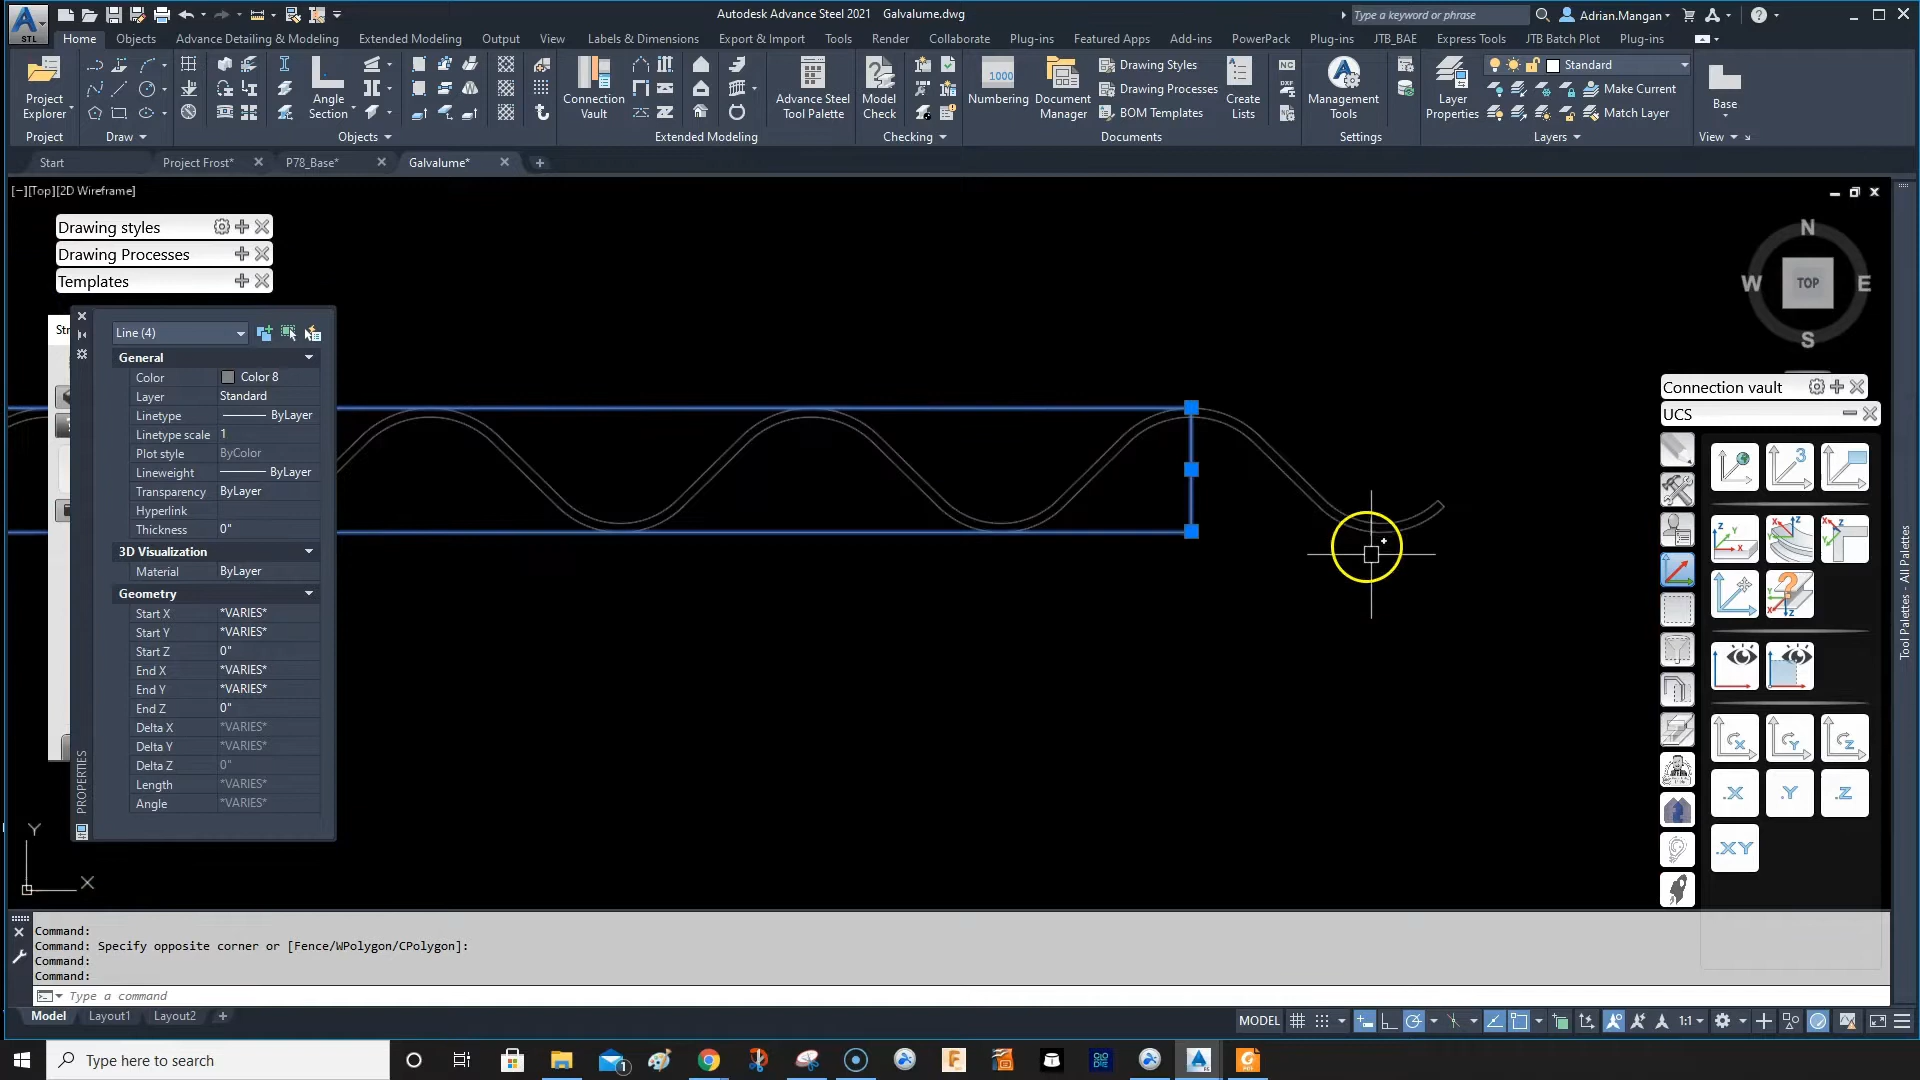 Autodesk Advance Steel 2021 Galvalume.dwg
Type a keyword or phrase
Adrian.Mangan
STL
Home Objects Advance Detailing & Modeling Extended Modeling Output View Labels & Dimensions Export & Import Tools Render Collaborate Plug-ins Featured Apps Add-ins PowerPack Plug-ins JTB_BAE Express Tools JTB Batch Plot Plug-ins
Project Explorer
Angle Section
Connection Vault
Advance Steel Tool Palette
Model Check
1000
Numbering
Document Manager
Drawing Styles
Drawing Processes
BOM Templates
Create Lists
NC
DXF
Management Tools
Layer Properties
Standard
Make Current
Match Layer
Base
Project Draw Objects Extended Modeling Checking Documents Settings Layers View
Start Project Frost* P78_Base* Galvalume*
[−][Top][2D Wireframe]
Drawing styles
Drawing Processes
Templates
Str
Line (4)
General
Color Color 8
Layer Standard
Linetype ByLayer
Linetype scale 1
Plot style ByColor
Lineweight ByLayer
Transparency ByLayer
Hyperlink
Thickness 0"
3D Visualization
Material ByLayer
Geometry
Start X *VARIES*
Start Y *VARIES*
Start Z 0"
End X *VARIES*
End Y *VARIES*
End Z 0"
Delta X *VARIES*
Delta Y *VARIES*
Delta Z 0"
Length *VARIES*
Angle *VARIES*
PROPERTIES
N
W TOP E
S
Connection vault
UCS
3
X Y Z
.X .Y .Z
.XY
Tool Palettes - All Palettes
Y
X
Command:
Command: Specify opposite corner or [Fence/WPolygon/CPolygon]:
Command:
Command:
Type a command
Model Layout1 Layout2
MODEL
1:1
Type here to search
1